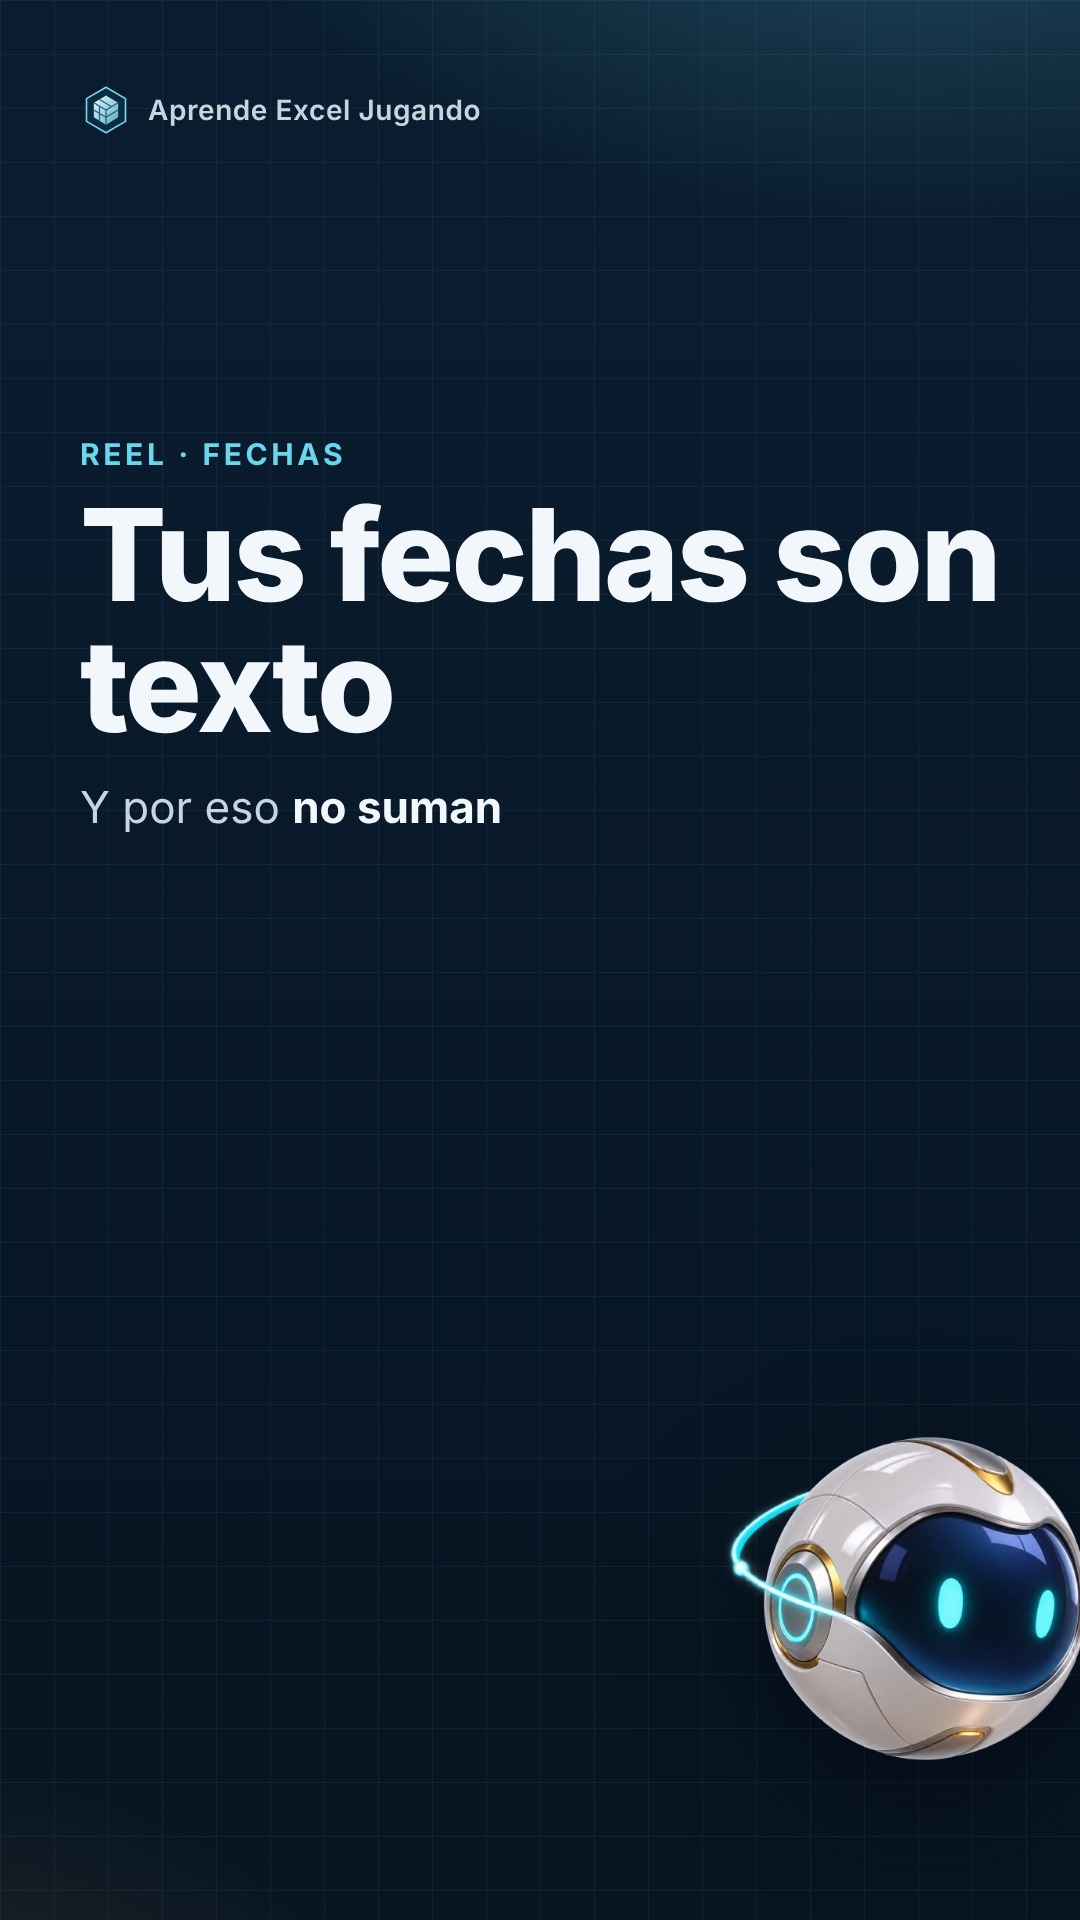 Aprende Excel Jugando
REEL · FECHAS
Tus fechas son
texto
Y por eso no suman